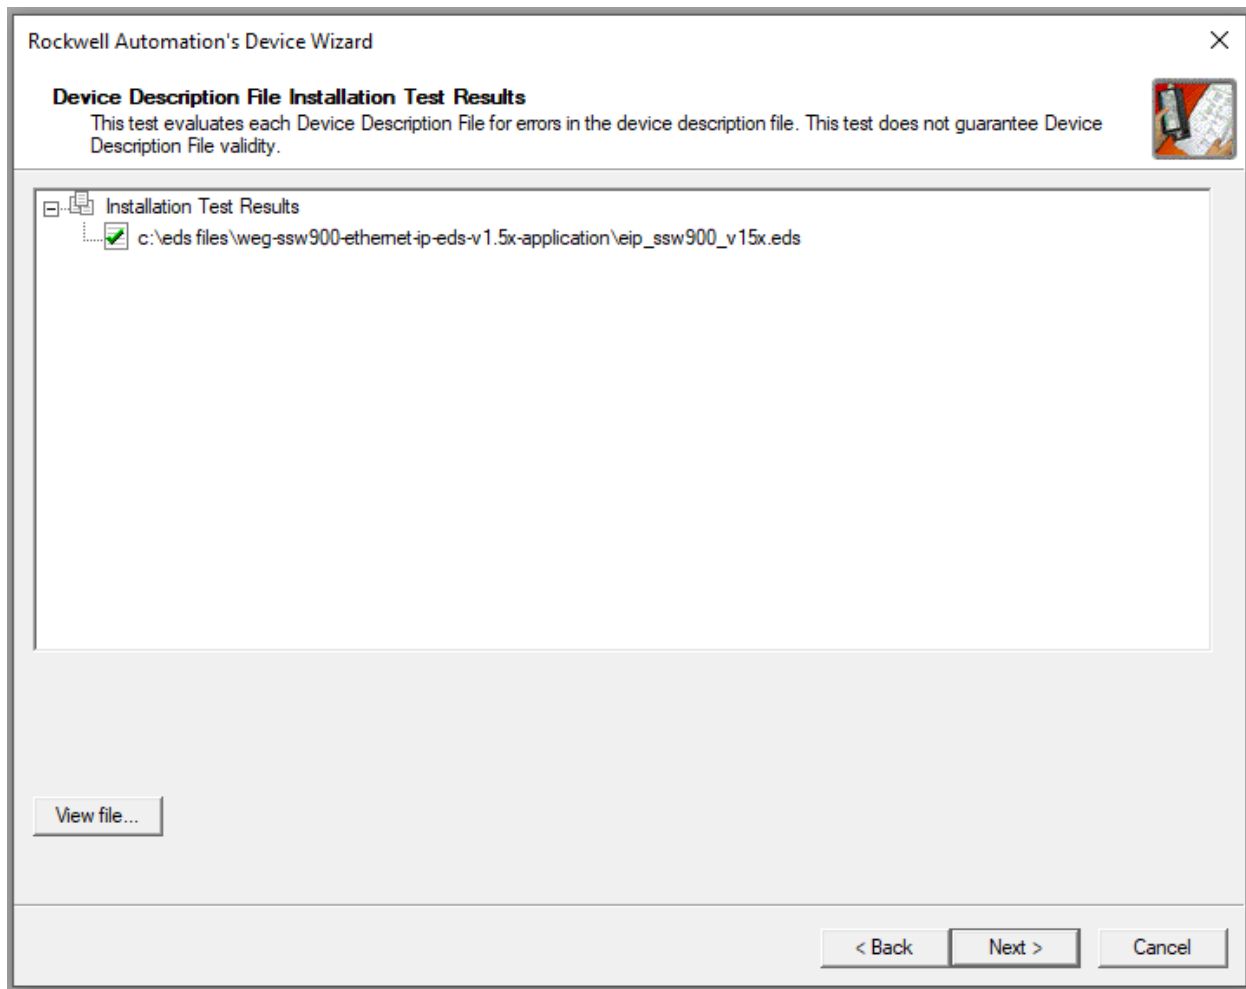 Rockwell Automation's Device Wizard
Device Description File Installation Test Results
This test evaluates each Device Description File for errors in the device description file. This test does not guarantee Device
Description File validity.
Installation Test Results
c:\eds files\weg-ssw900-ethernet-ip-eds-v1.5x-application\eip_ssw900_v15x.eds
View file...
< Back
Next >
Cancel